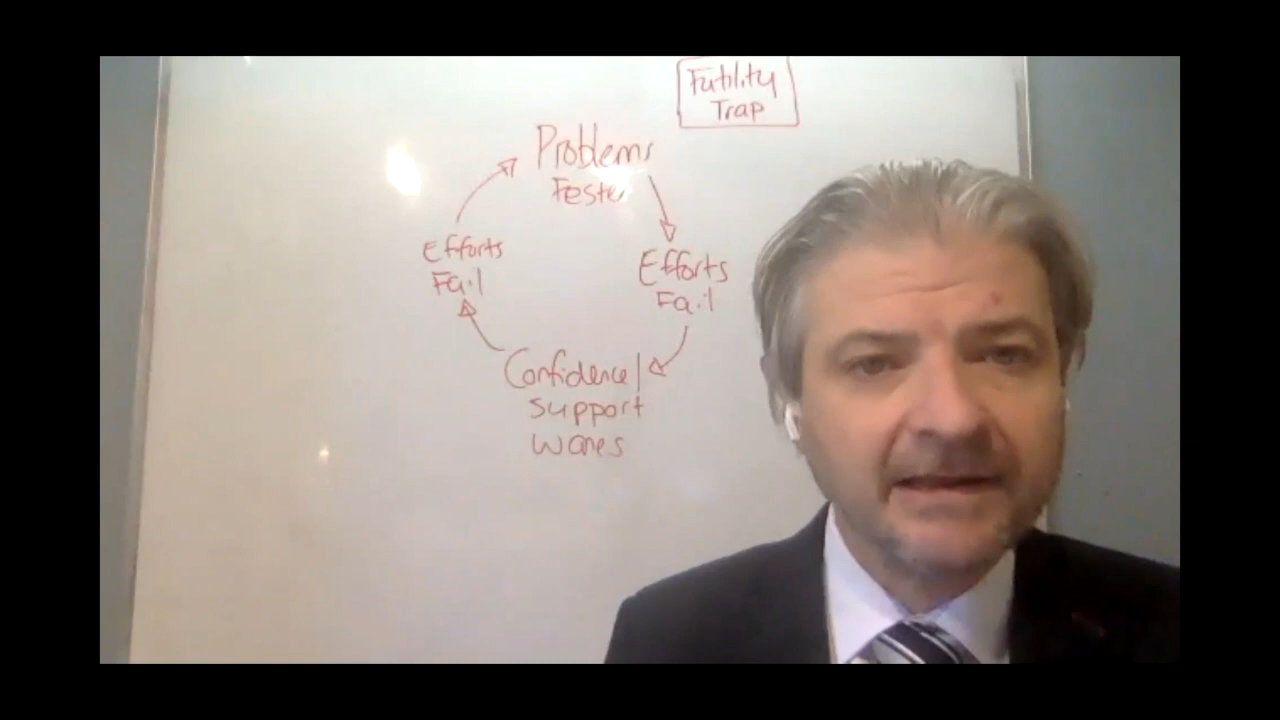 Futility
Trap
Problems
Fester
Efforts
Fail
Confidence/
Support
Wanes
Efforts
Fail